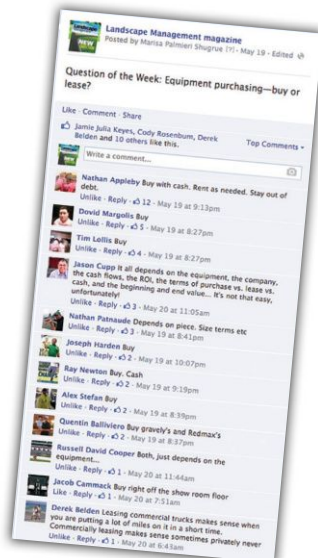 Landscape Management magazine
Posted by Marisa Palmieri Shugrue [?] · May 19 · Edited
Question of the Week: Equipment purchasing—buy or
lease?
Like · Comment · Share
Jamie Julia Keyes, Cody Rosenbum, Derek
Belden and 10 others like this.
Top Comments
Write a comment...
Nathan Appleby Buy with cash. Rent as needed. Stay out of
debt.
Unlike · Reply · 12 · May 19 at 9:13pm
Dovid Margolis Buy
Unlike · Reply · 5 · May 19 at 8:27pm
Tim Lollis Buy
Unlike · Reply · 4 · May 19 at 8:27pm
Jason Cupp It all depends on the equipment, the company,
the cash flows, the ROI, the terms of purchase vs. lease vs.
cash, and the beginning and end value... It's not that easy,
unfortunately!
Unlike · Reply · 3 · May 20 at 11:05am
Nathan Patnaude Depends on piece. Size terms etc
Unlike · Reply · 3 · May 19 at 8:41pm
Joseph Harden Buy
Unlike · Reply · 2 · May 19 at 10:07pm
Ray Newton Buy. Cash
Unlike · Reply · 2 · May 19 at 9:19pm
Alex Stefan Buy
Unlike · Reply · 2 · May 19 at 8:39pm
Quentin Balliviero Buy gravely's and Redmax's
Unlike · Reply · 2 · May 19 at 8:37pm
Russell David Cooper Both, just depends on the
equipment...
Unlike · Reply · 1 · May 20 at 11:44am
Jacob Cammack Buy right off the show room floor
Like · Reply · 1 · May 20 at 7:51am
Derek Belden Leasing commercial trucks makes sense when
you are putting a lot of miles on it in a short time.
Commercially leasing make sense sometimes privately never
Unlike · Reply · 1 · May 20 at 6:43am